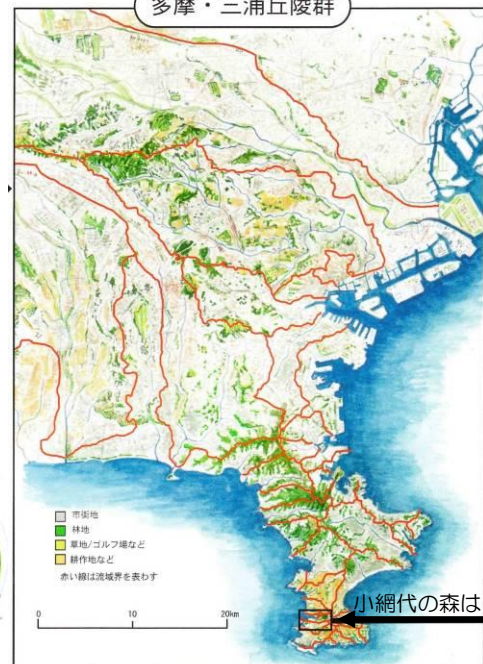 多摩・三浦丘陵群
市街地
林地
草地/ゴルフ場など
耕作地など
赤い線は流域界を表わす
0 10 20km
小網代の森は